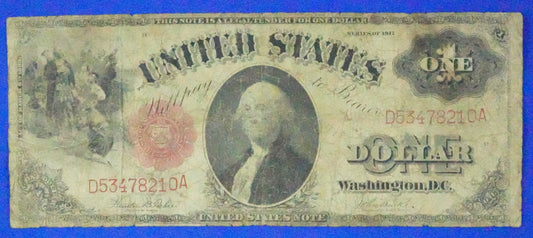 THIS NOTE IS A LEGAL TENDER FOR ONE DOLLAR
SERIES OF 1917
UNITED STATES
ONE
Will pay to Bearer
D53478210A
ONE
DOLLAR
D53478210A
Washington, D.C.
UNITED STATES NOTE